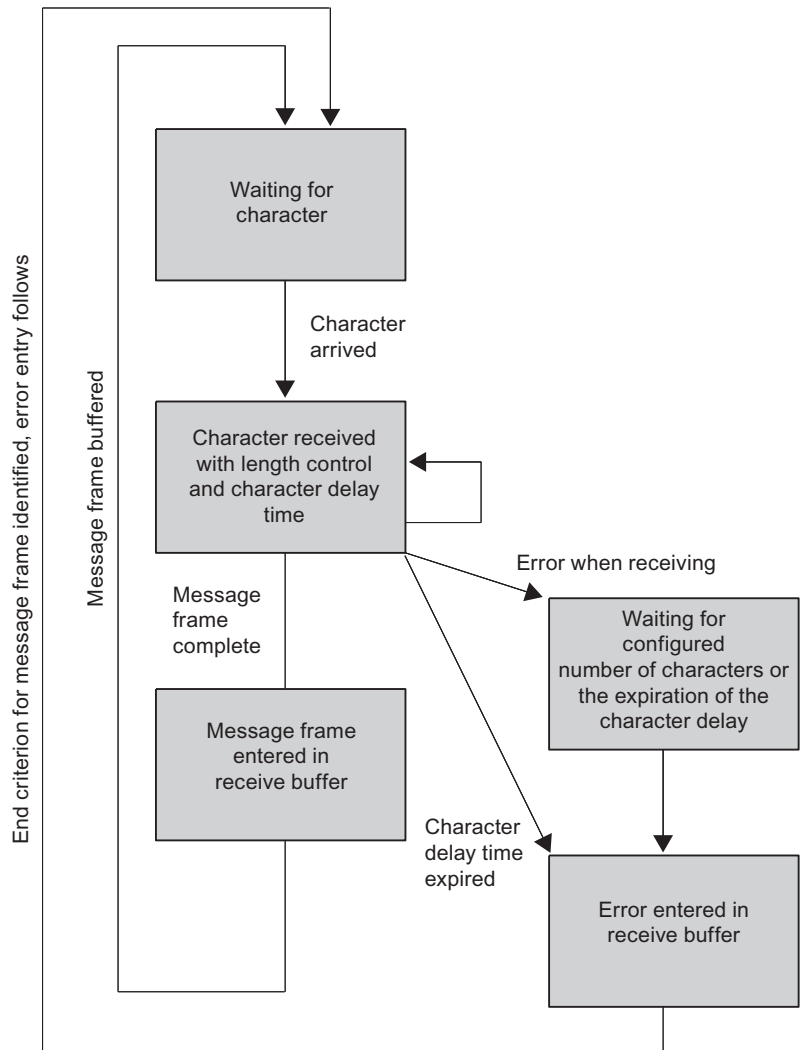 Waiting for
character
Character
arrived
End criterion for message frame identified, error entry follows
Message frame buffered
Character received
with length control
and character delay
time
Error when receiving
Message
frame
complete
Waiting for
configured
number of characters or
the expiration of the
character delay
Message frame
entered in
receive buffer
Character
delay time
expired
Error entered in
receive buffer